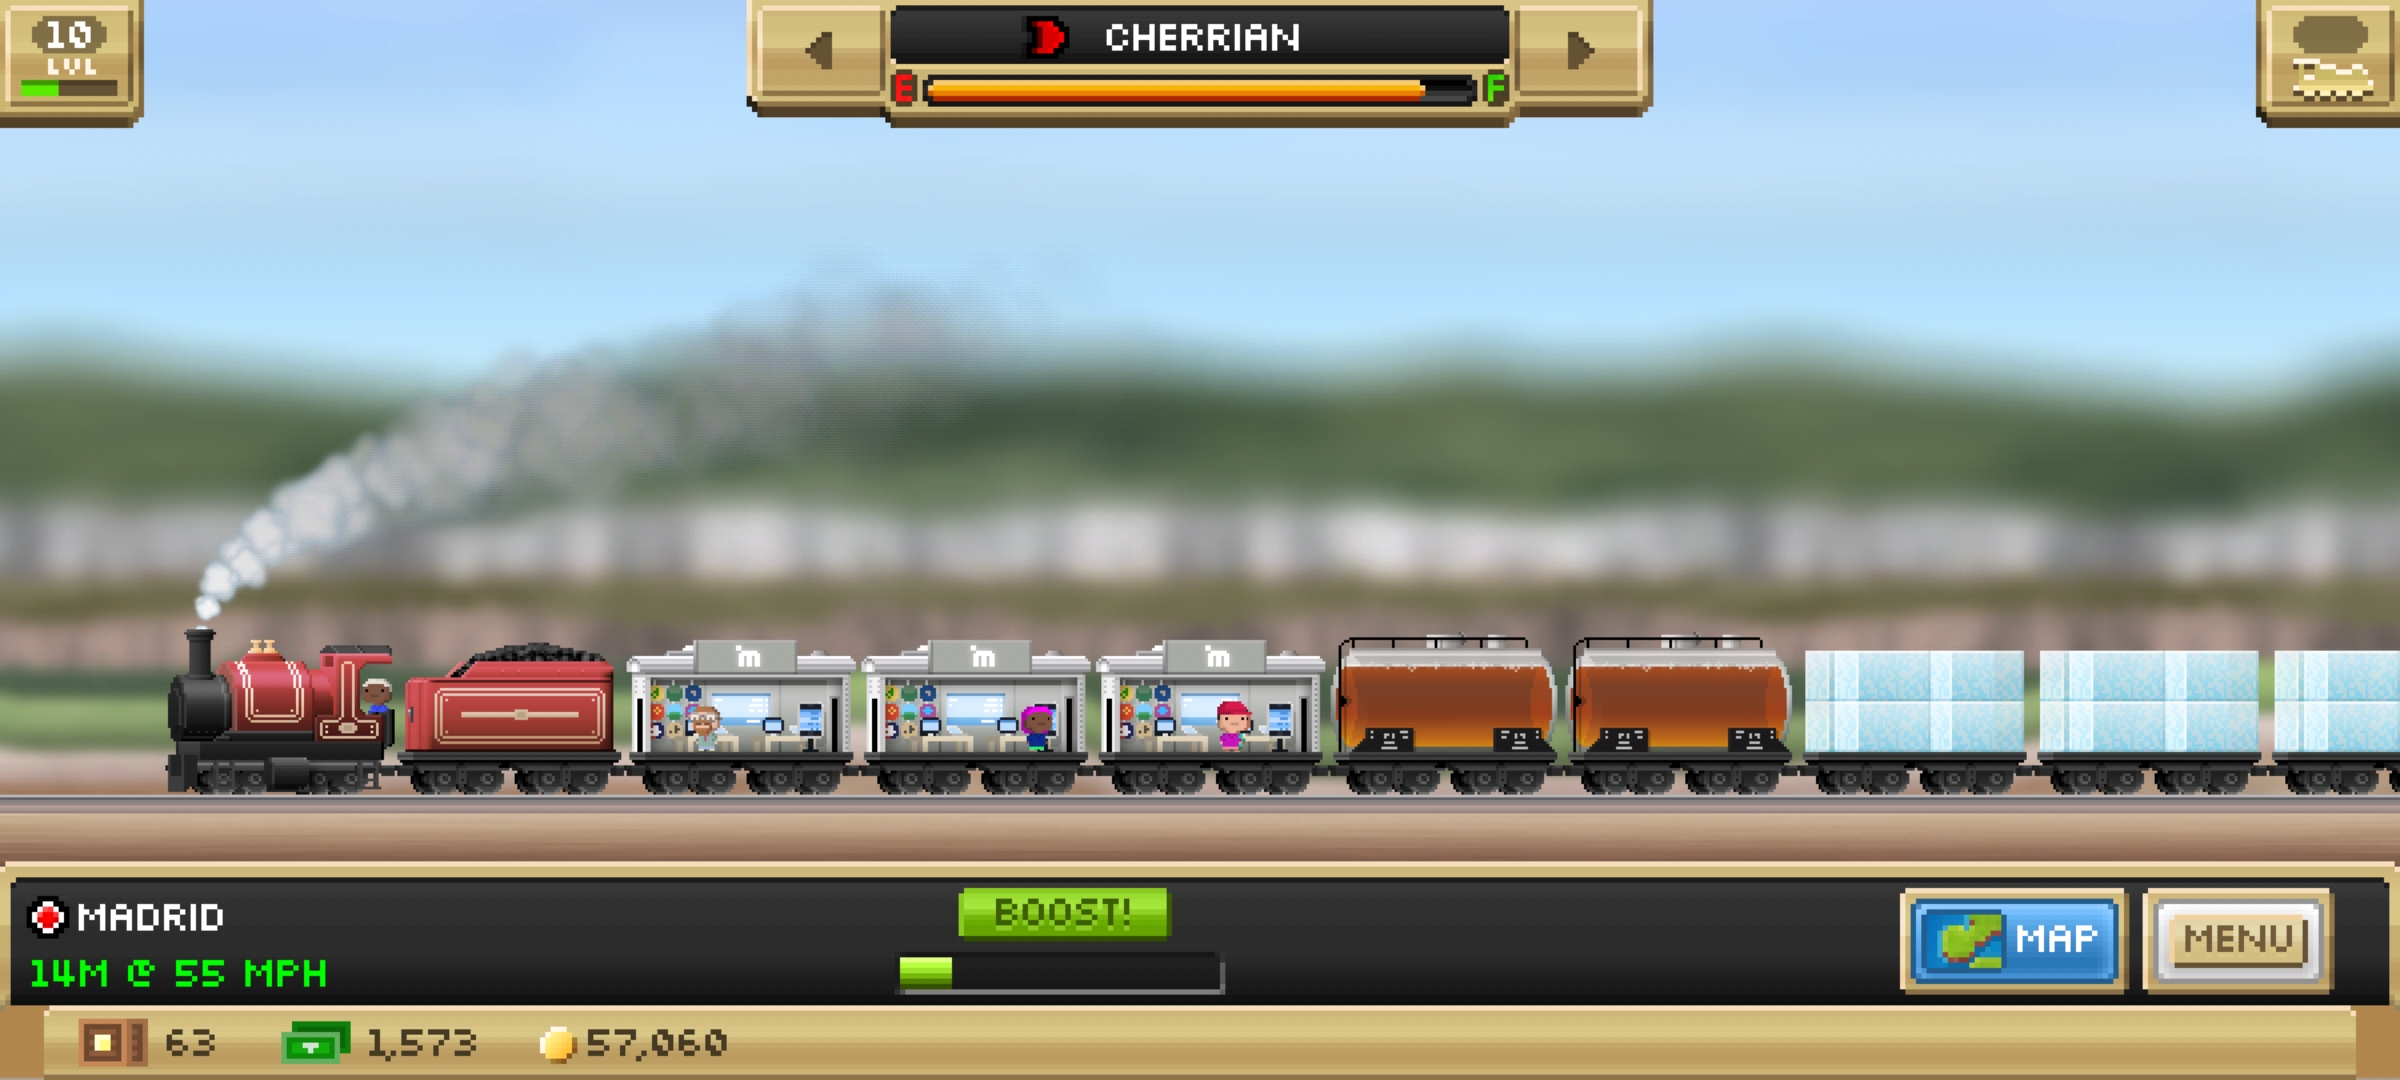 10
LVL
CHERRIAN
E F
m m m
MADRID
14M @ 55 MPH
BOOST!
MAP
MENU
63 1,573 57,060